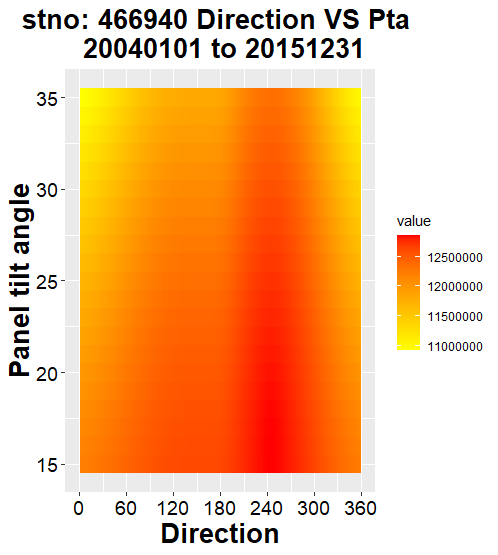 stno: 466940 Direction VS Pta
20040101 to 20151231
35
30
25
20
15
Panel tilt angle
0 60 120 180 240 300 360
Direction
value
12500000
12000000
11500000
11000000